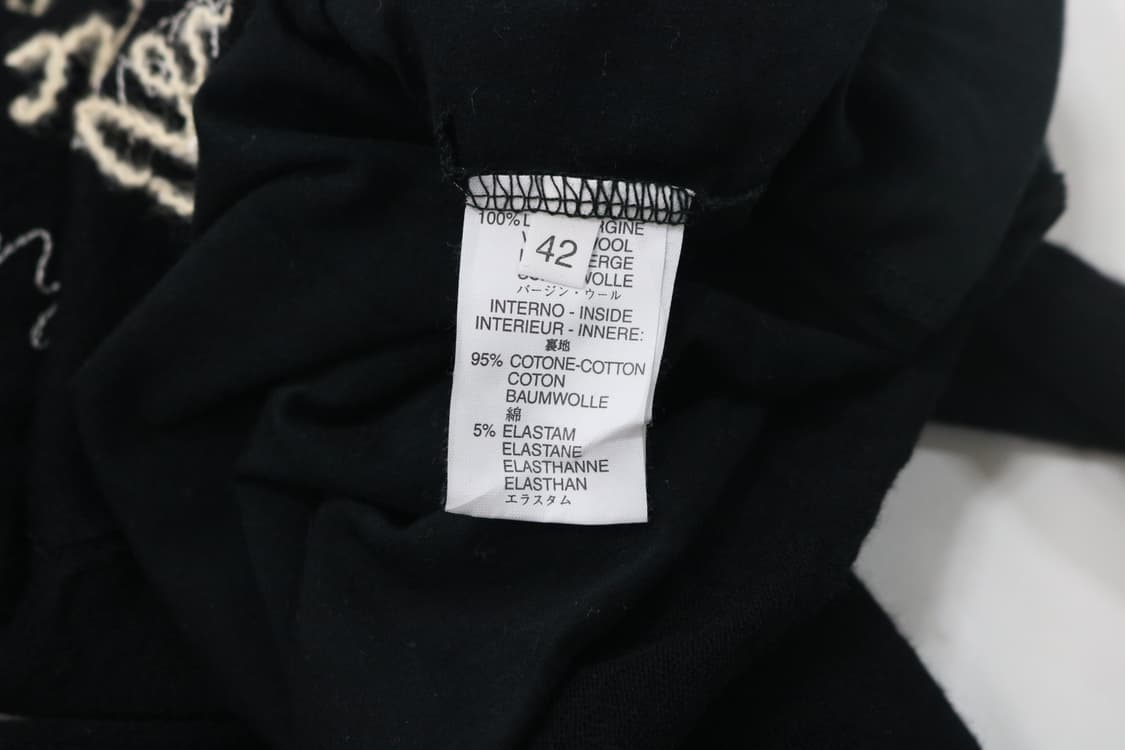 100%
42
WOOL
バージン・ウール
INTERNO - INSIDE
INTERIEUR - INNERE:
裏地
95% COTONE-COTTON
COTON
BAUMWOLLE
綿
5% ELASTAM
ELASTANE
ELASTHANNE
ELASTHAN
エラスタム